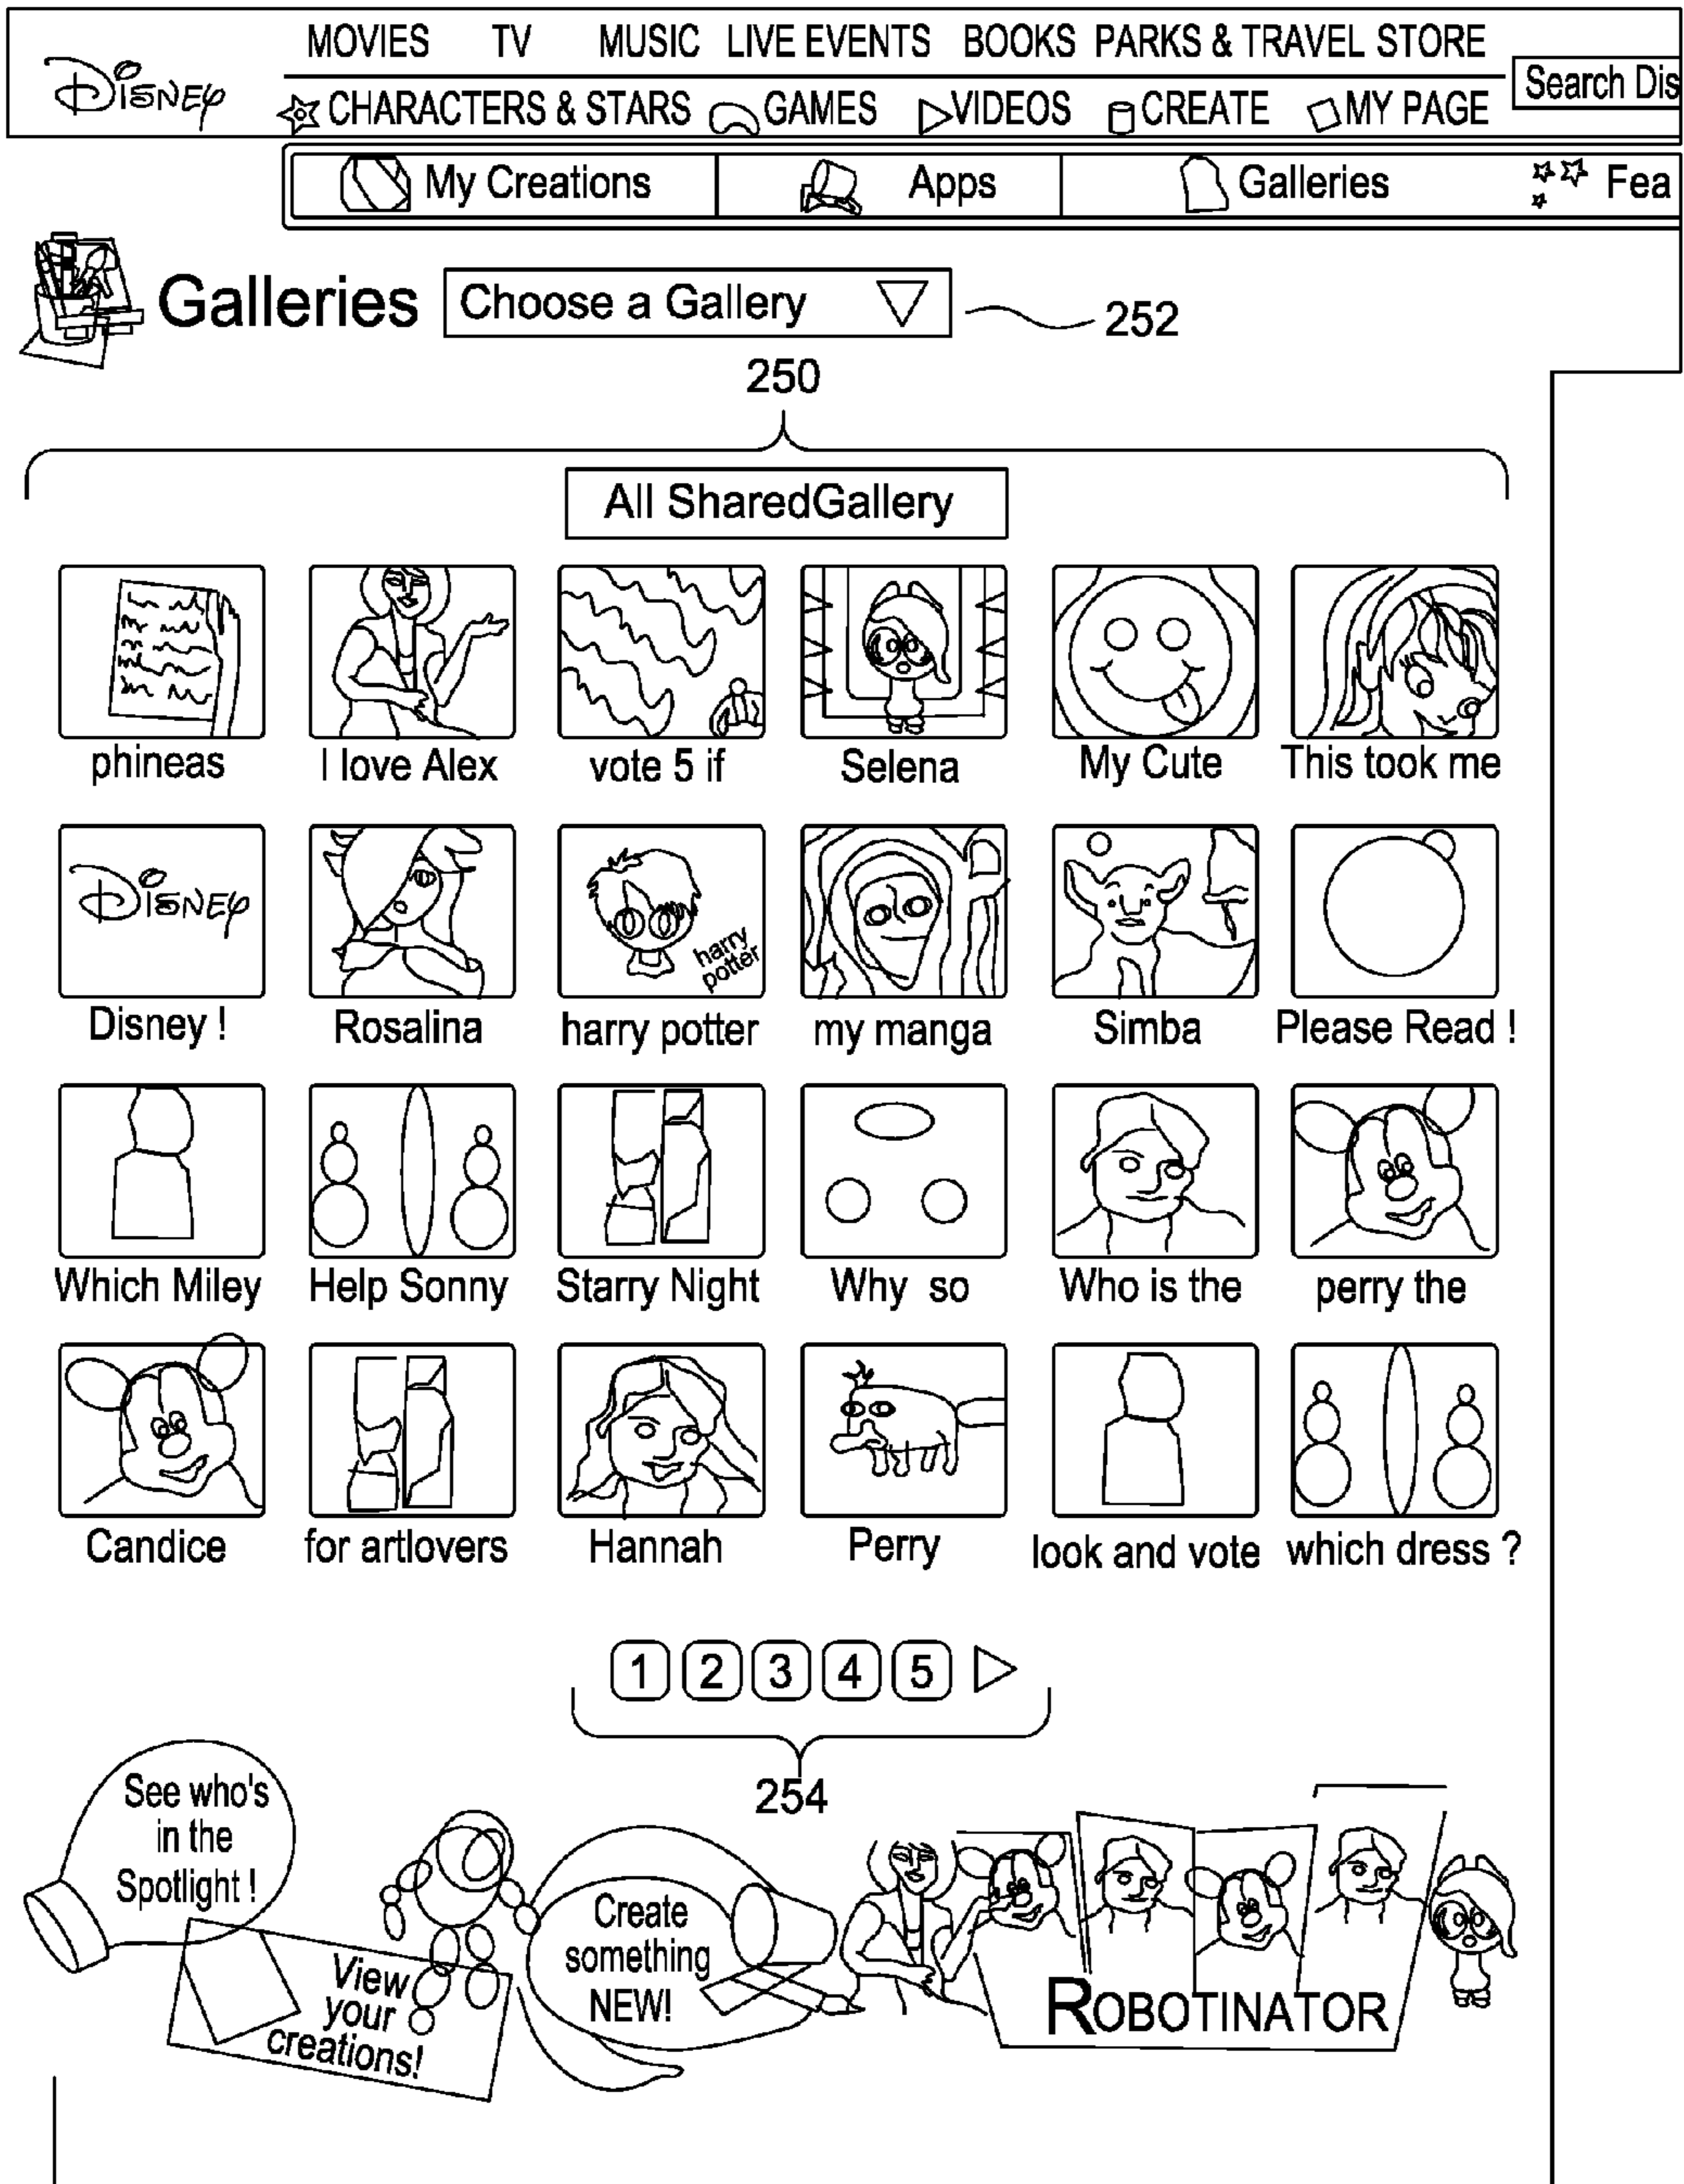 MOVIES TV MUSIC LIVE EVENTS BOOKS PARKS & TRAVEL STORE
DISNEY
Search Dis
CHARACTERS & STARS GAMES VIDEOS CREATE MY PAGE
My Creations Apps Galleries Fea
Galleries Choose a Gallery 252
250
All SharedGallery
phineas I love Alex vote 5 if Selena My Cute This took me
DISNEY
harry
potter
Disney ! Rosalina harry potter my manga Simba Please Read !
Which Miley Help Sonny Starry Night Why so Who is the perry the
Candice for artlovers Hannah Perry look and vote which dress ?
1 2 3 4 5
254
See who's
in the
Spotlight !
View
your
creations!
Create
something
NEW!
ROBOTINATOR